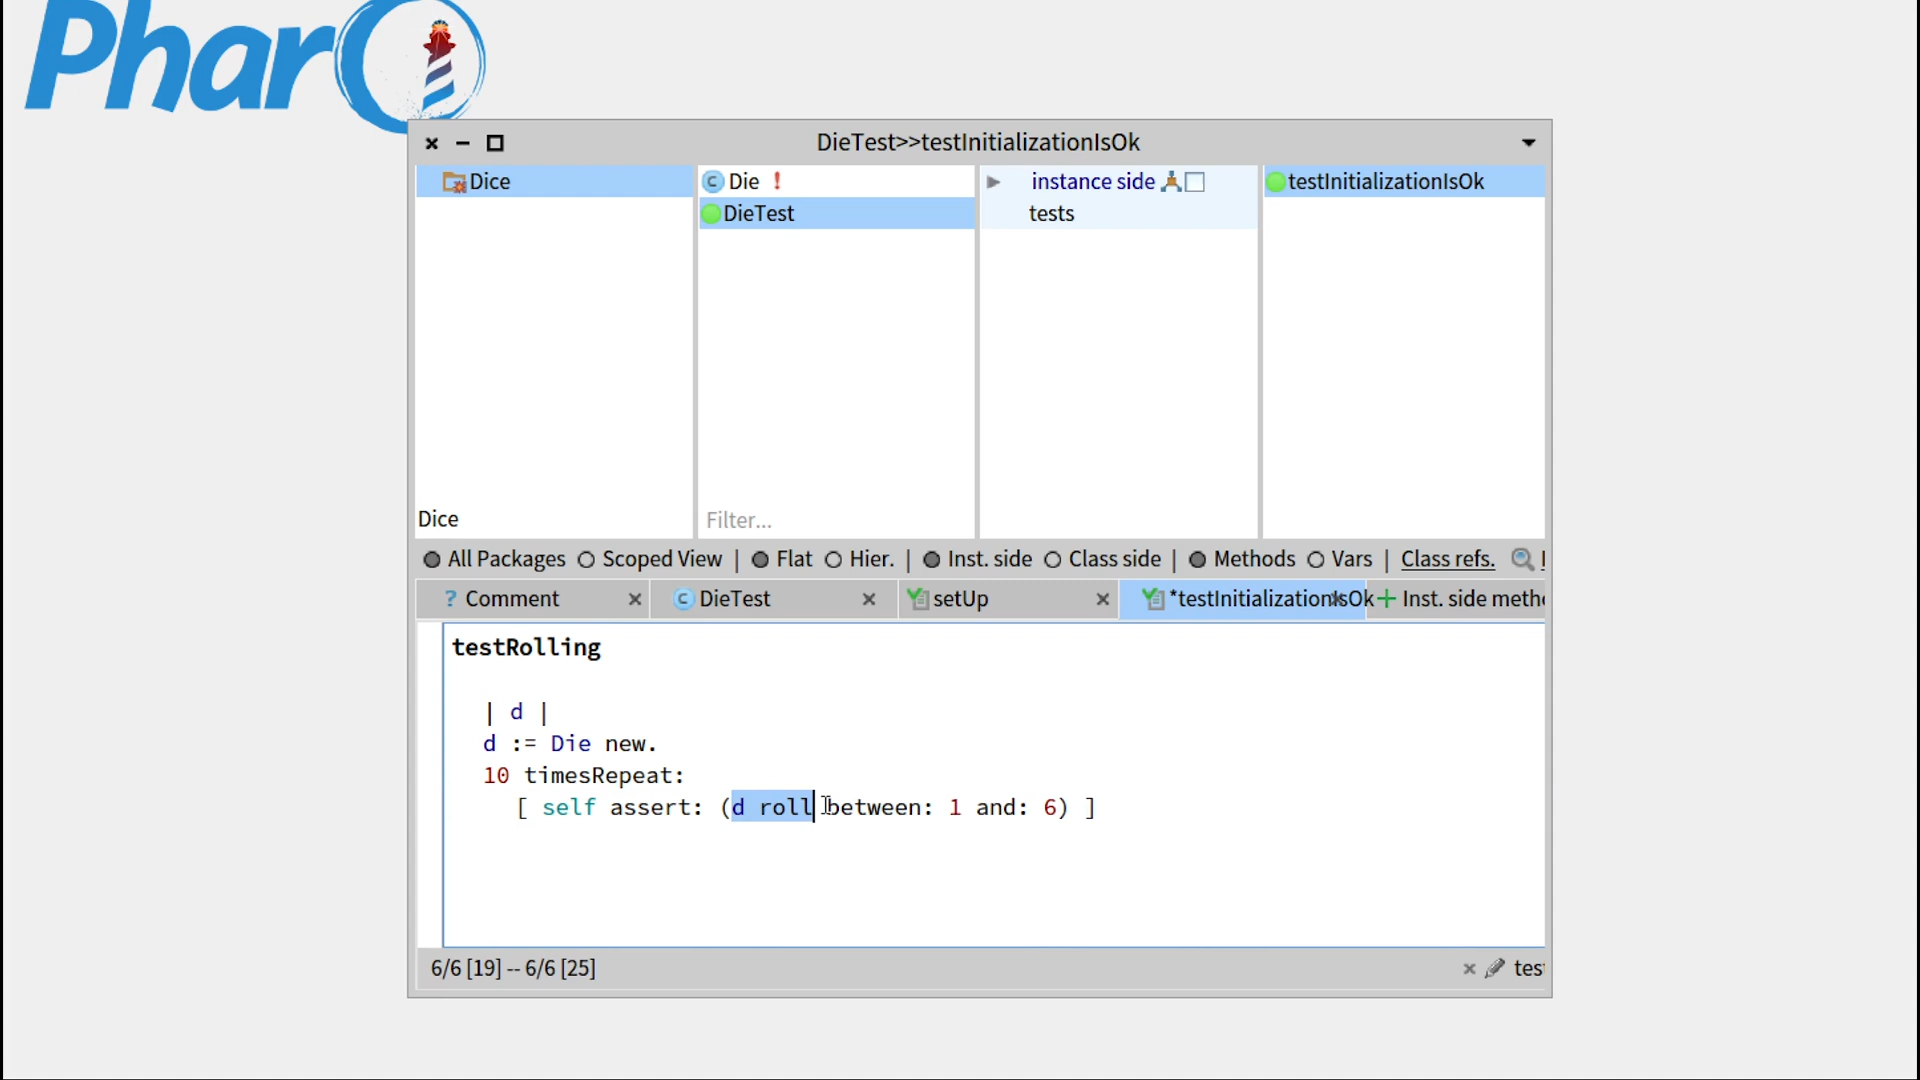 Pharo
DieTest>>testInitializationIsOk
Dice
Die !
DieTest
instance side
tests
testInitializationIsOk
Dice
Filter...
All Packages Scoped View | Flat Hier. | Inst. side Class side | Methods Vars | Class refs.
? Comment DieTest setUp *testInitializationIsOk + Inst. side meth
testRolling
| d |
d := Die new.
10 timesRepeat:
[ self assert: (d roll between: 1 and: 6) ]
6/6 [19] -- 6/6 [25]
tes